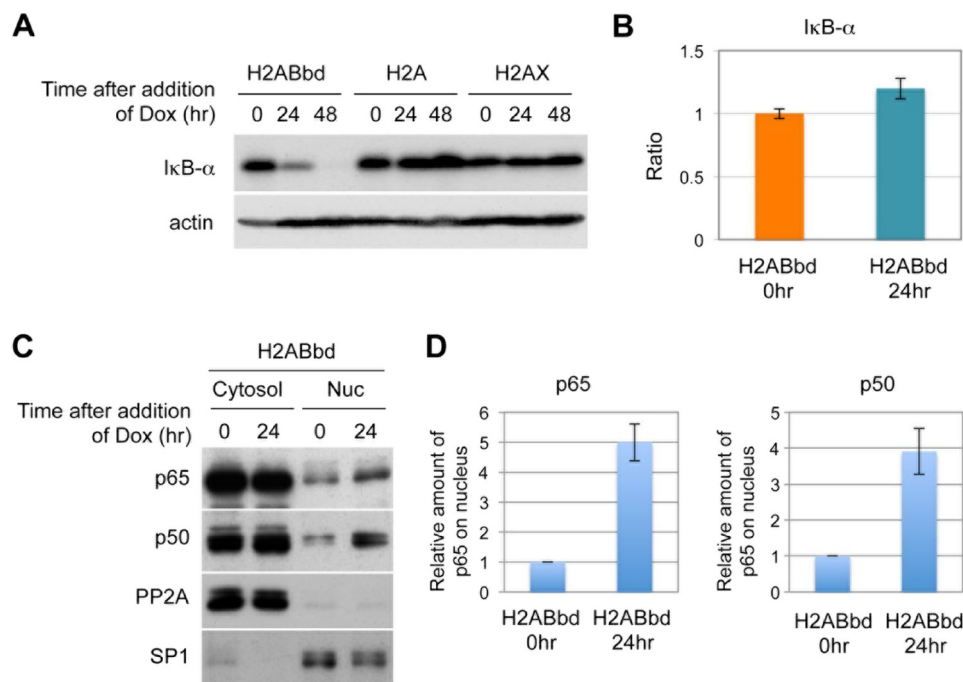 A
H2ABbd H2A H2AX
Time after addition
of Dox (hr)
0 24 48 0 24 48 0 24 48
IκB-α
actin
B
IκB-α
1.5
1
0.5
0
Ratio
H2ABbd
0hr
H2ABbd
24hr
C
H2ABbd
Cytosol Nuc
Time after addition
of Dox (hr)
0 24 0 24
p65
p50
PP2A
SP1
D
p65
Relative amount of
p65 on nucleus
6
5
4
3
2
1
0
H2ABbd
0hr
H2ABbd
24hr
p50
Relative amount of
p65 on nucleus
5
4
3
2
1
0
H2ABbd
0hr
H2ABbd
24hr